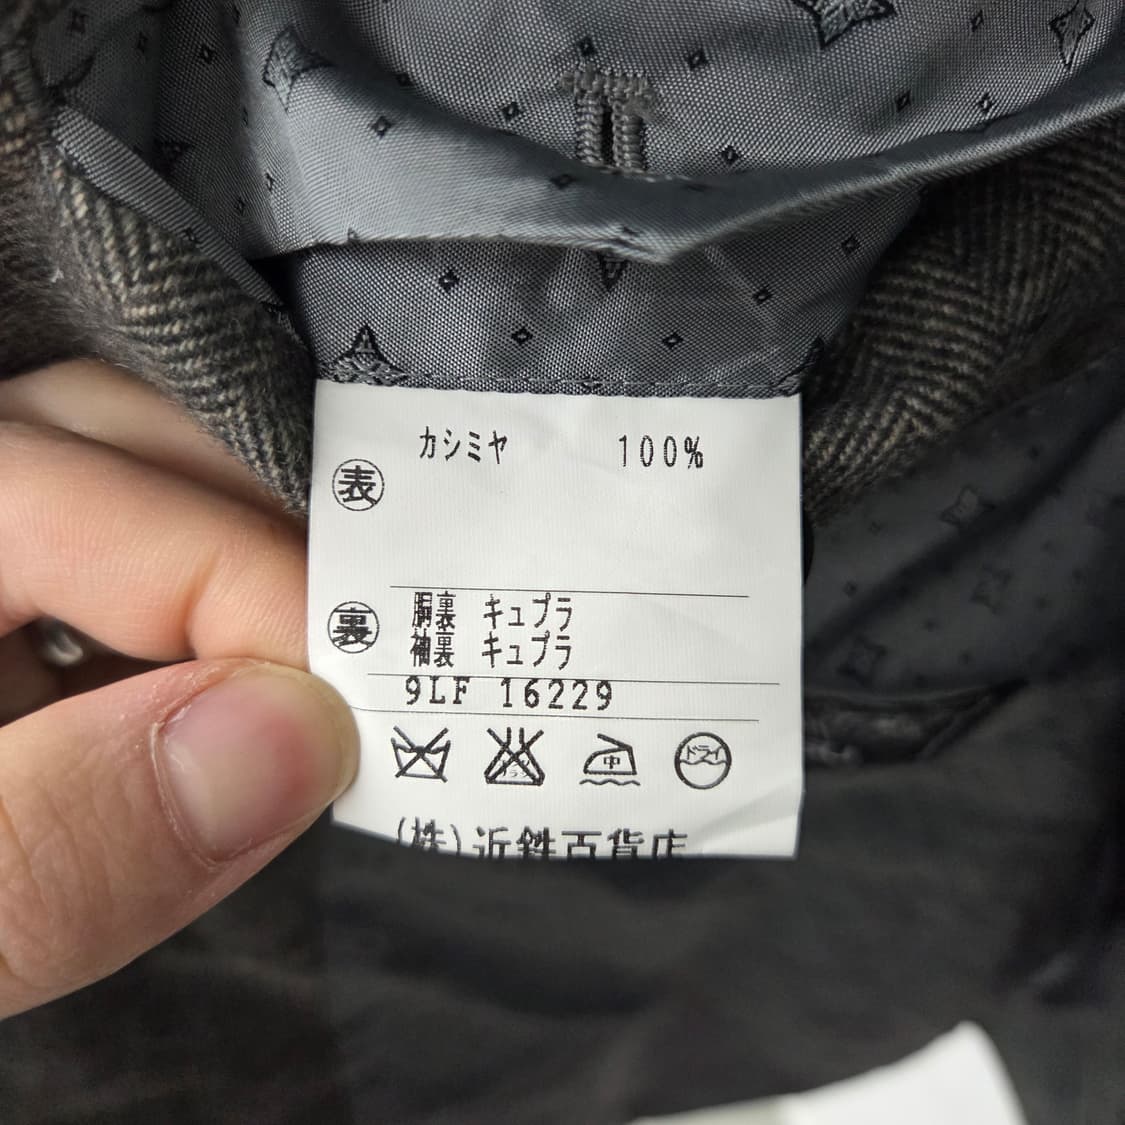 カシミヤ 100%
表
胴裏 キュプラ
裏
袖裏 キュプラ
9LF 16229
中 ドライ
(株)近鉄百貨店